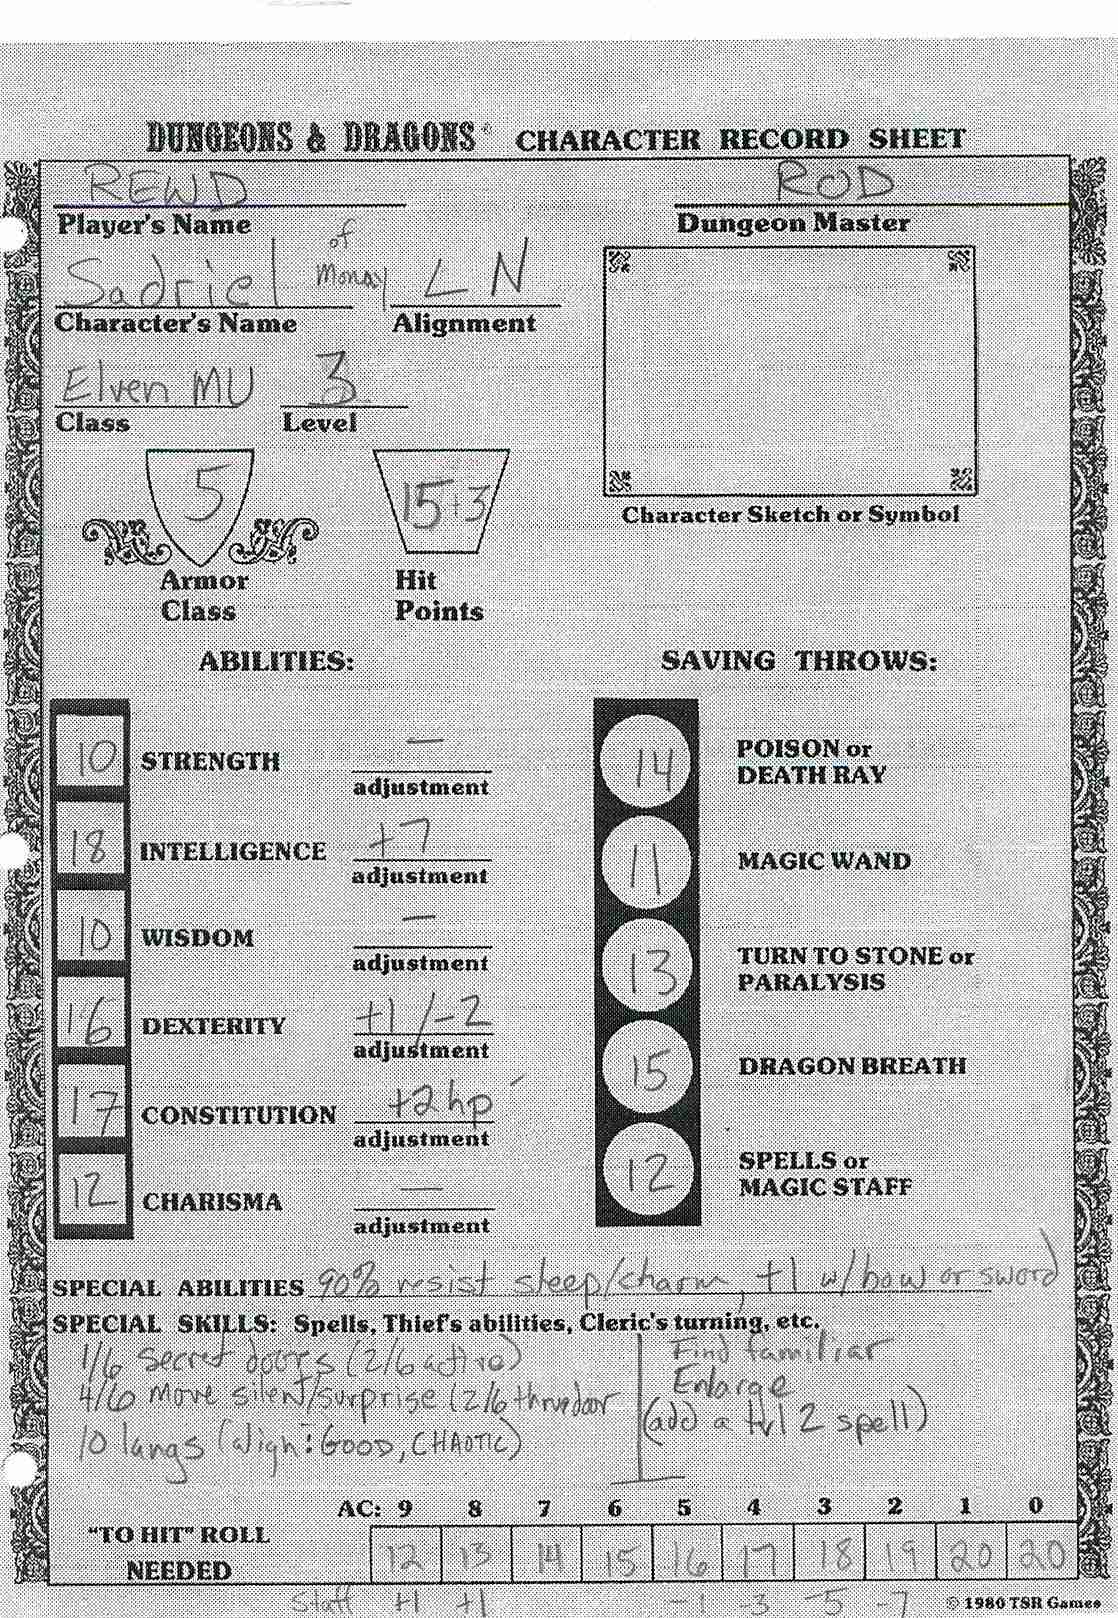 DUNGEONS & DRAGONS® CHARACTER RECORD SHEET
REWD ROD
Player's Name Dungeon Master
Sadriel of L N
Character's Name Alignment
Elven MU 3
Class Level
5 15+3
Character Sketch or Symbol
Armor Class
Hit Points
ABILITIES: SAVING THROWS:
10 STRENGTH — adjustment
14 POISON or DEATH RAY
18 INTELLIGENCE +7 adjustment
11 MAGIC WAND
10 WISDOM — adjustment
13 TURN TO STONE or PARALYSIS
16 DEXTERITY +1/-2 adjustment
15 DRAGON BREATH
17 CONSTITUTION +2hp adjustment
12 SPELLS or MAGIC STAFF
12 CHARISMA — adjustment
SPECIAL ABILITIES 90% resist sleep/charm, +1 w/bow or sword
SPECIAL SKILLS: Spells, Thief's abilities, Cleric's turning, etc.
1/6 secret doors (2/6 active) Find familiar
4/6 move silent/surprise (2/6 thru door Enlarge
10 langs (align: GOOD, CHAOTIC) (add a lvl 2 spell)
AC: 9 8 7 6 5 4 3 2 1 0
"TO HIT" ROLL NEEDED 12 13 14 15 16 17 18 19 20 20
Staff +1 +1 -1 -3 -5 -7 © 1980 TSR Games